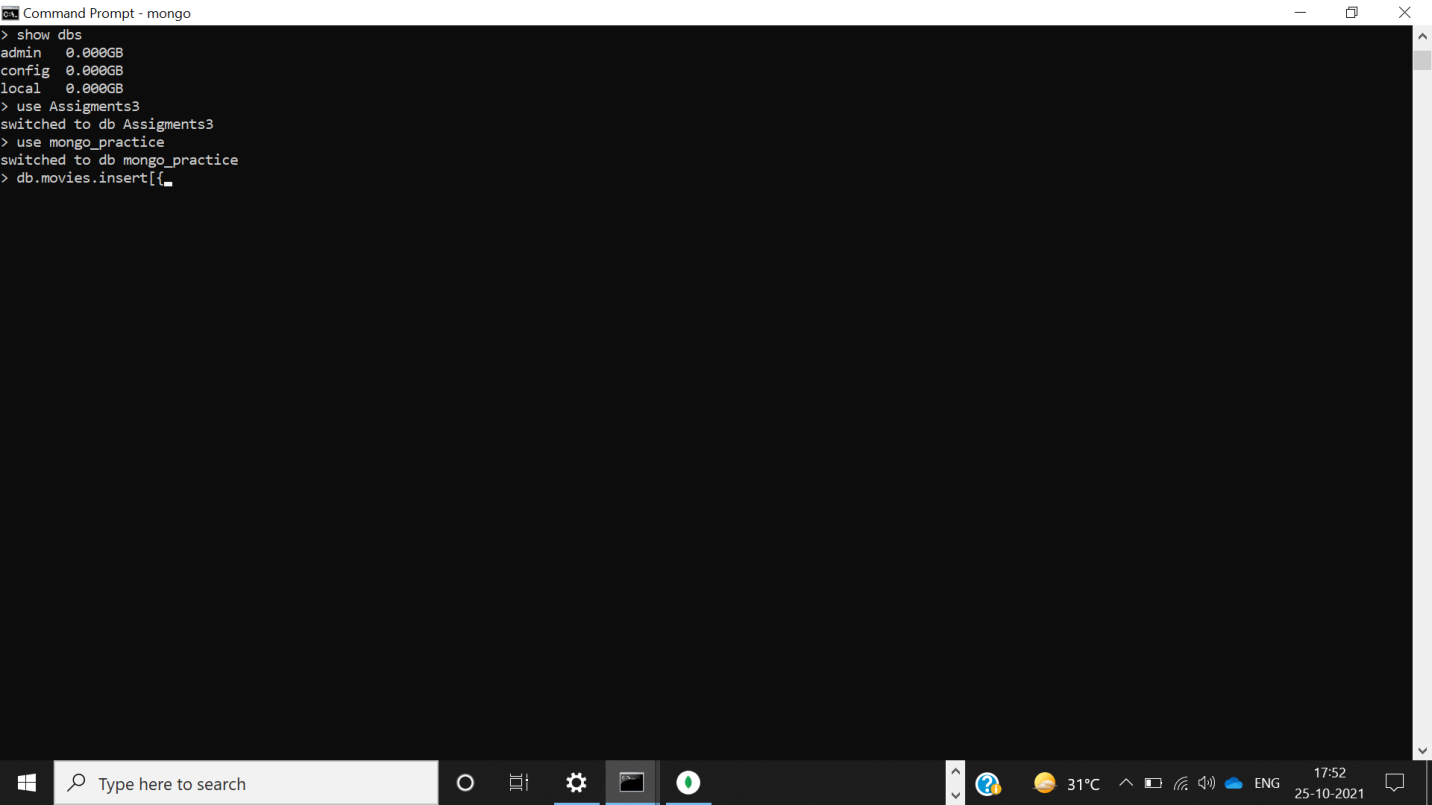 Command Prompt - mongo
> show dbs
admin   0.000GB
config  0.000GB
local   0.000GB
> use Assigments3
switched to db Assigments3
> use mongo_practice
switched to db mongo_practice
> db.movies.insert[{
Type here to search
31°C
ENG
17:52
25-10-2021